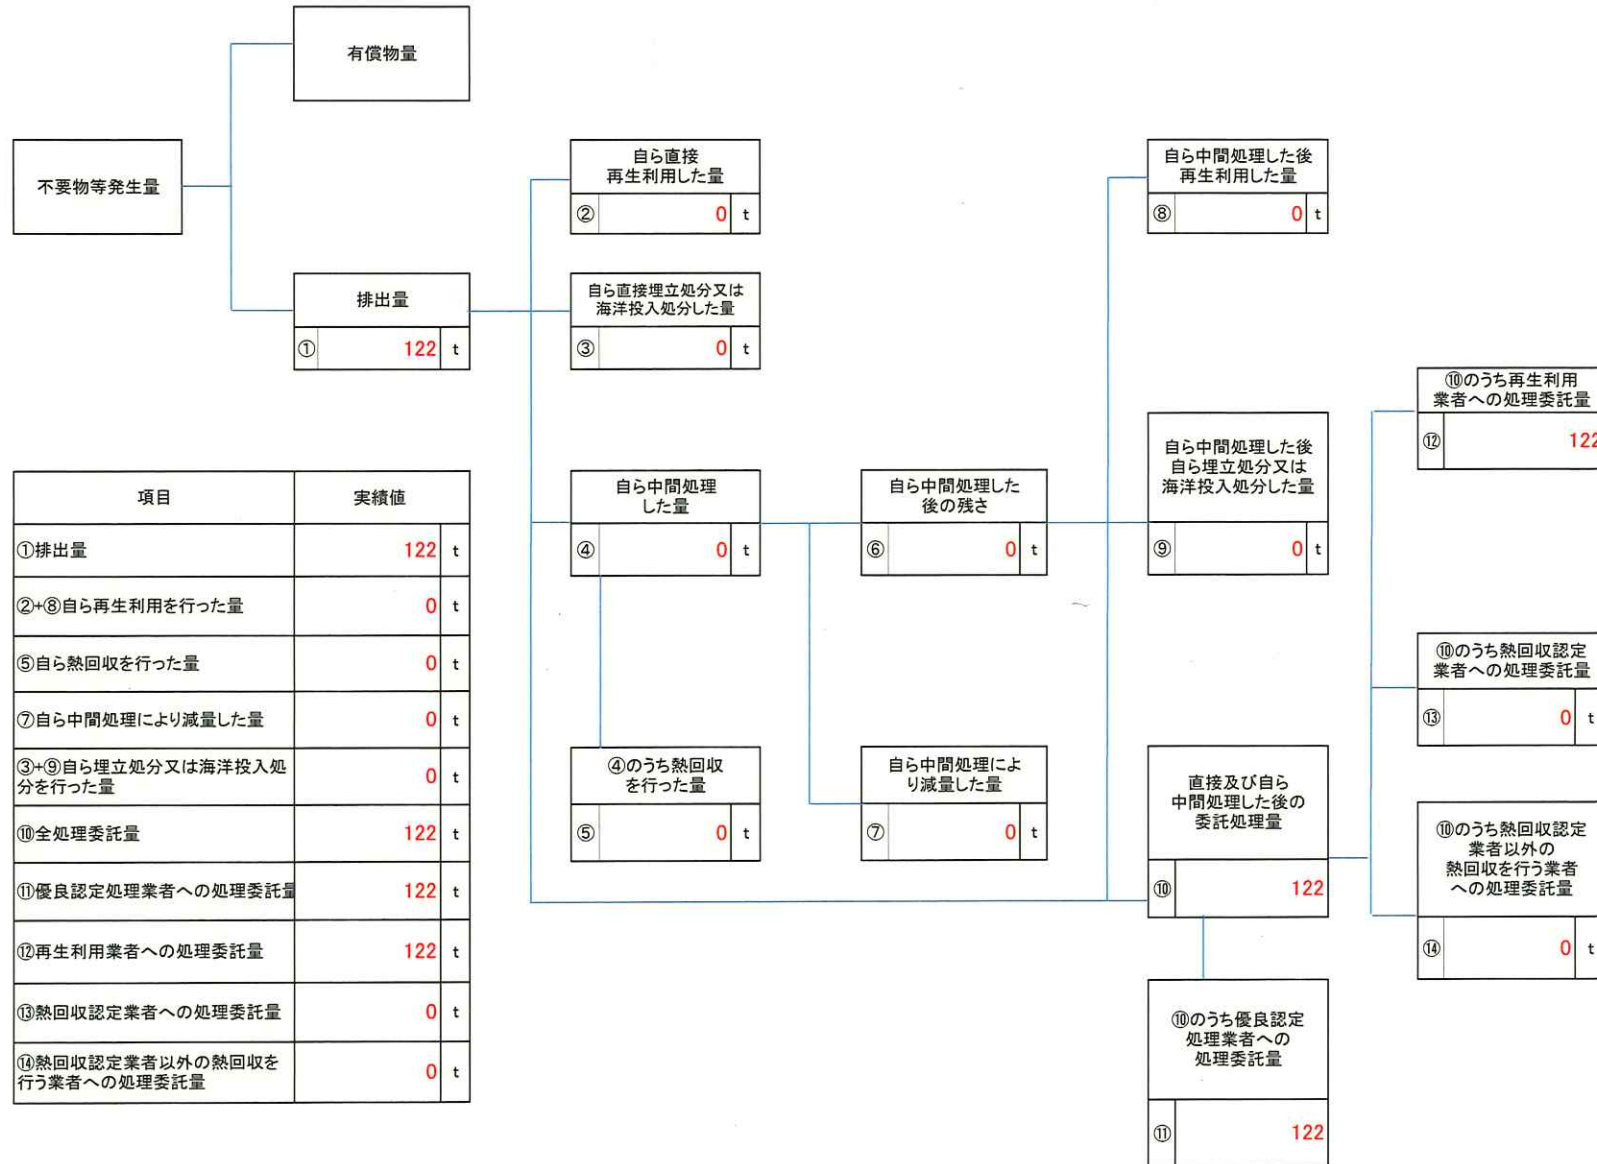 有償物量
不要物等発生量
排出量
① 122 t
自ら直接
再生利用した量
② 0 t
自ら直接埋立処分又は
海洋投入処分した量
③ 0 t
自ら中間処理
した量
④ 0 t
④のうち熱回収
を行った量
⑤ 0 t
自ら中間処理した
後の残さ
⑥ 0 t
自ら中間処理によ
り減量した量
⑦ 0 t
自ら中間処理した後
再生利用した量
⑧ 0 t
自ら中間処理した後
自ら埋立処分又は
海洋投入処分した量
⑨ 0 t
直接及び自ら
中間処理した後の
委託処理量
⑩ 122
⑩のうち優良認定
処理業者への
処理委託量
⑪ 122
⑩のうち再生利用
業者への処理委託量
⑫ 122
⑩のうち熱回収認定
業者への処理委託量
⑬ 0 t
⑩のうち熱回収認定
業者以外の
熱回収を行う業者
への処理委託量
⑭ 0 t
項目 実績値
①排出量 122 t
②+⑧自ら再生利用を行った量 0 t
⑤自ら熱回収を行った量 0 t
⑦自ら中間処理により減量した量 0 t
③+⑨自ら埋立処分又は海洋投入処
分を行った量 0 t
⑩全処理委託量 122 t
⑪優良認定処理業者への処理委託量 122 t
⑫再生利用業者への処理委託量 122 t
⑬熱回収認定業者への処理委託量 0 t
⑭熱回収認定業者以外の熱回収を
行う業者への処理委託量 0 t